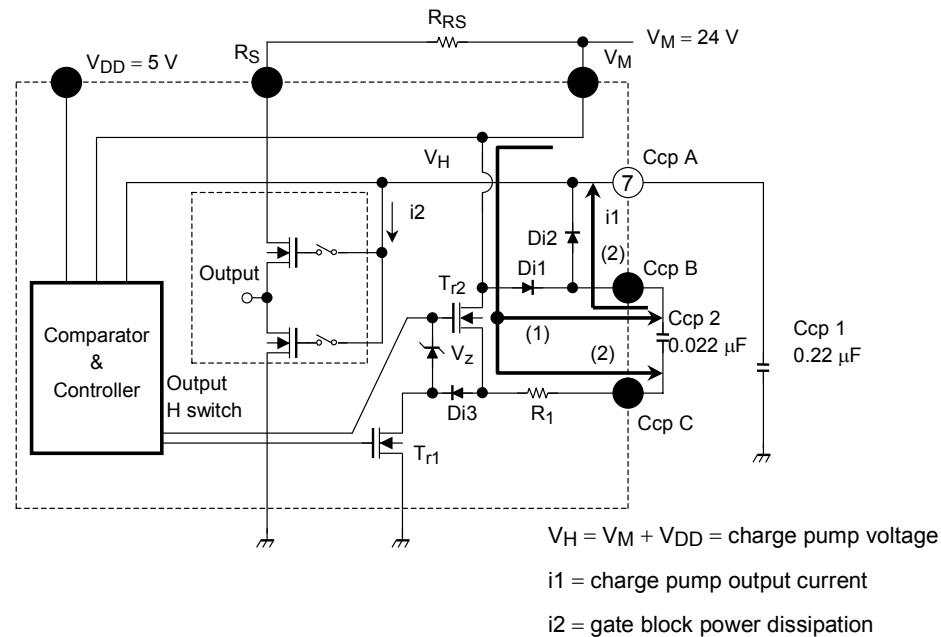 R_RS
V_M = 24 V
V_DD = 5 V
R_S
V_M
V_H
Ccp A
7
i2
i1
Di2
(2)
Output
Di1
Ccp B
T_r2
Ccp 2
0.022 μF
(1)
Ccp 1
0.22 μF
Comparator
&
Controller
V_Z
(2)
Output
H switch
Di3
R_1
Ccp C
T_r1
V_H = V_M + V_DD = charge pump voltage
i1 = charge pump output current
i2 = gate block power dissipation